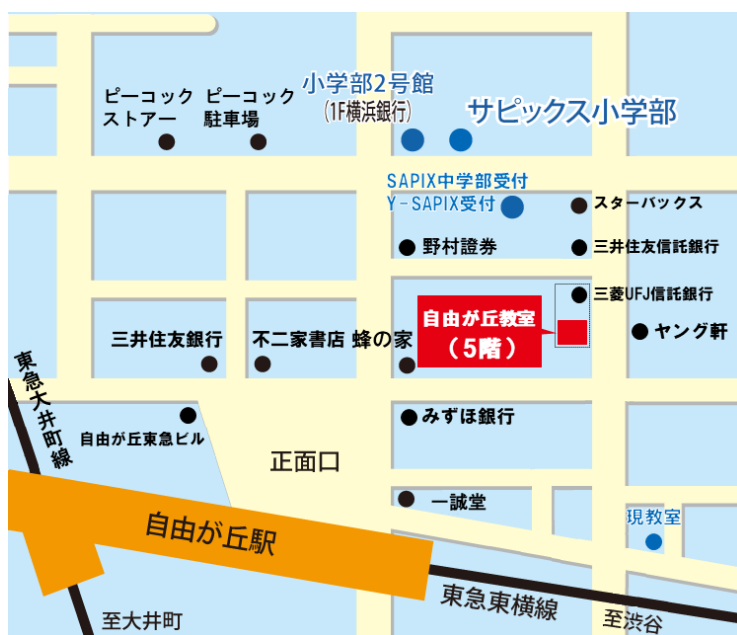 小学部2号館
(1F横浜銀行)
サピックス小学部
ピーコック
ストアー
ピーコック
駐車場
SAPIX中学部受付
Y-SAPIX受付
スターバックス
野村證券
三井住友信託銀行
三菱UFJ信託銀行
自由が丘教室
(5階)
ヤング軒
三井住友銀行
不二家書店
蜂の家
東急大井町線
自由が丘東急ビル
みずほ銀行
正面口
一誠堂
現教室
自由が丘駅
東急東横線
至大井町
至渋谷